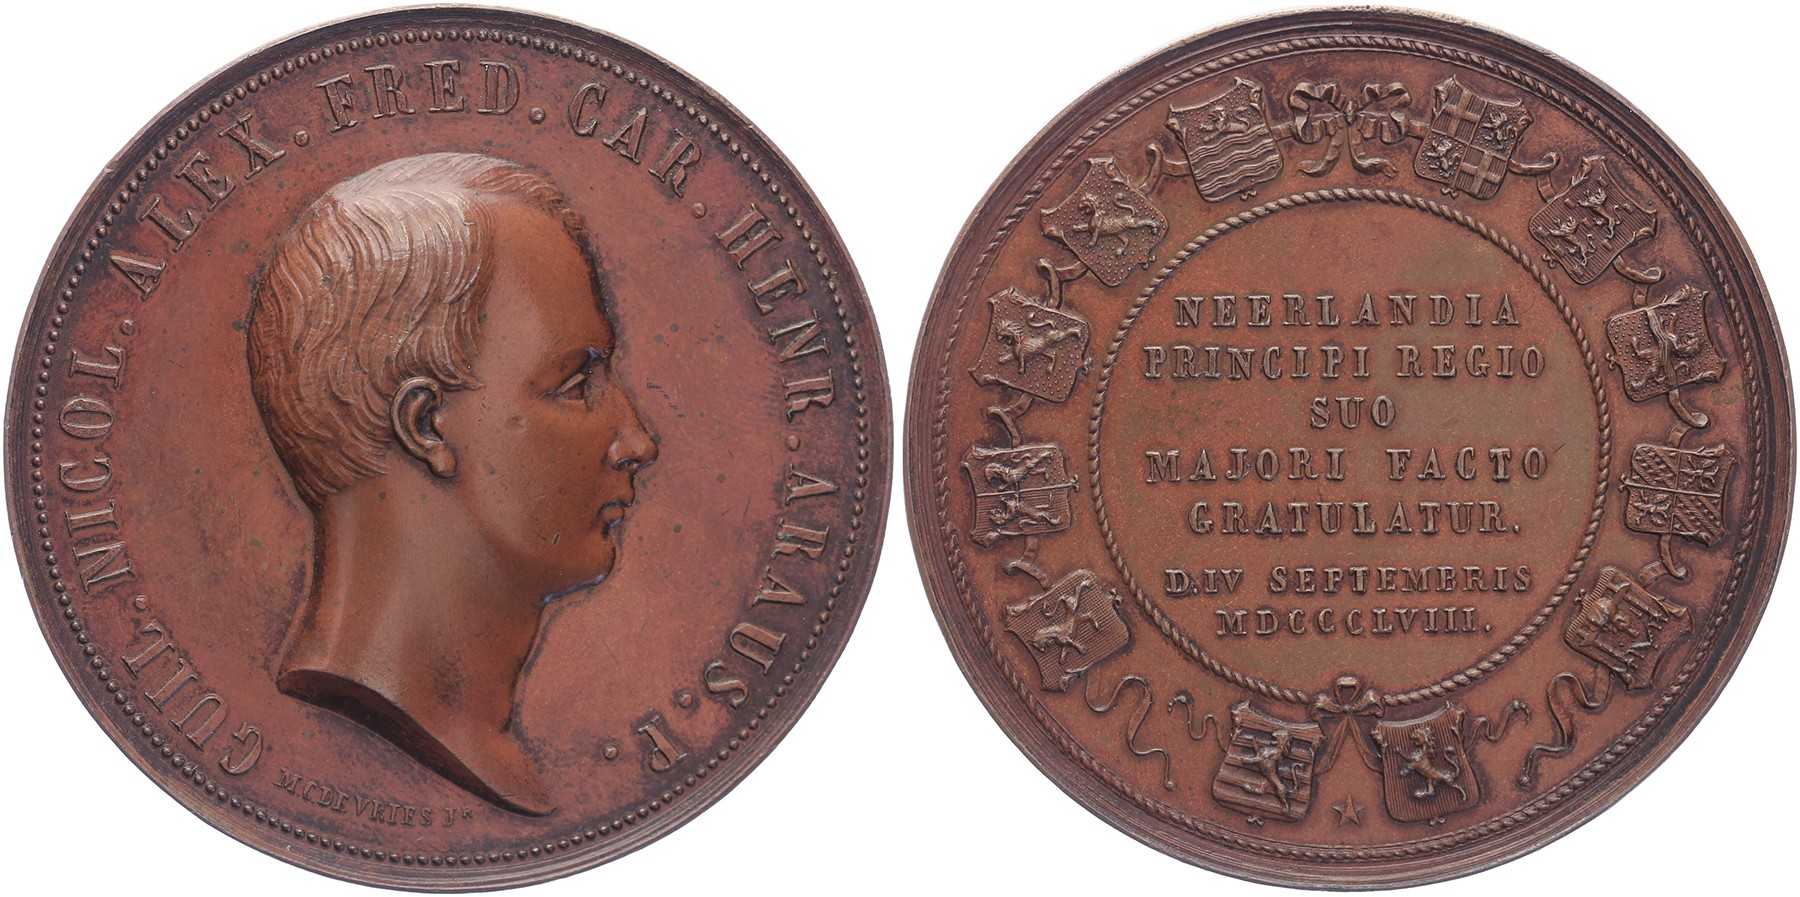 GUIL. NICOL. ALEX. FRED. CAR. HENR. ARAUS. P.
M.C. DE VRIES JR
NEERLANDIA
PRINCIPI REGIO
SUO
MAJORI FACTO
GRATULATUR.
D. IV SEPTEMBRIS
MDCCCLVIII.